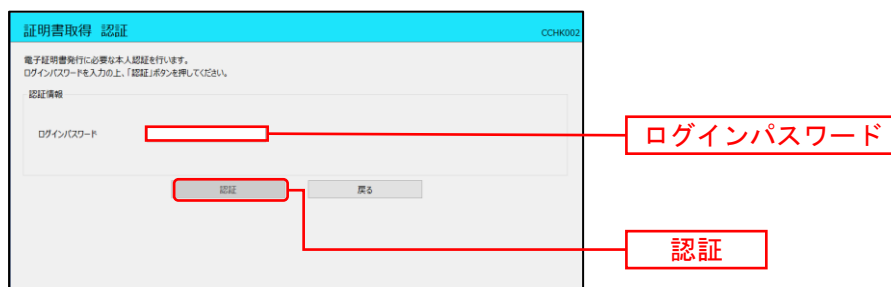 証明書取得 認証
CCHK002
電子証明書発行に必要な本人認証を行います。
ログインパスワードを入力の上、「認証」ボタンを押してください。
認証情報
ログインパスワード
ログインパスワード
認証
戻る
認証